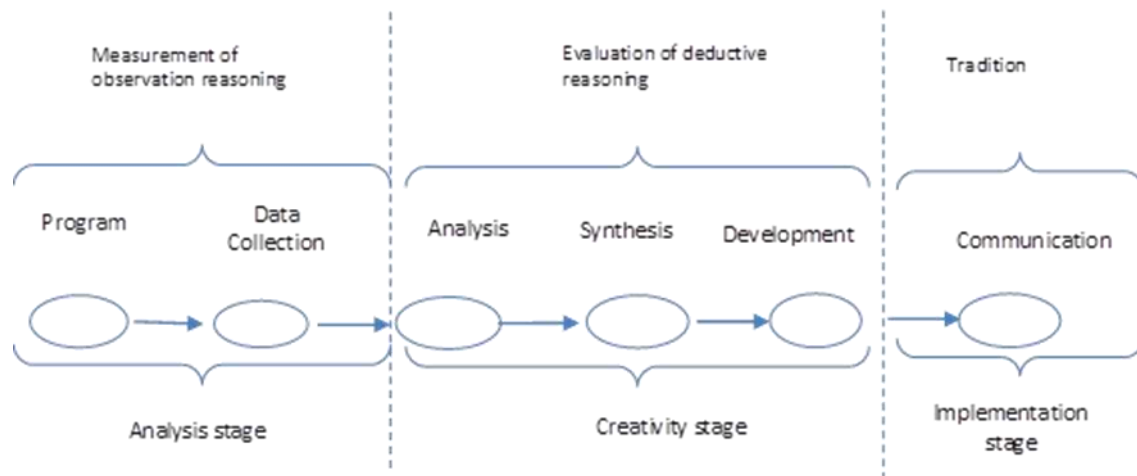 Measurement of
observation reasoning
Evaluation of deductive
reasoning
Tradition
Program
Data
Collection
Analysis
Synthesis
Development
Communication
Analysis stage
Creativity stage
Implementation
stage